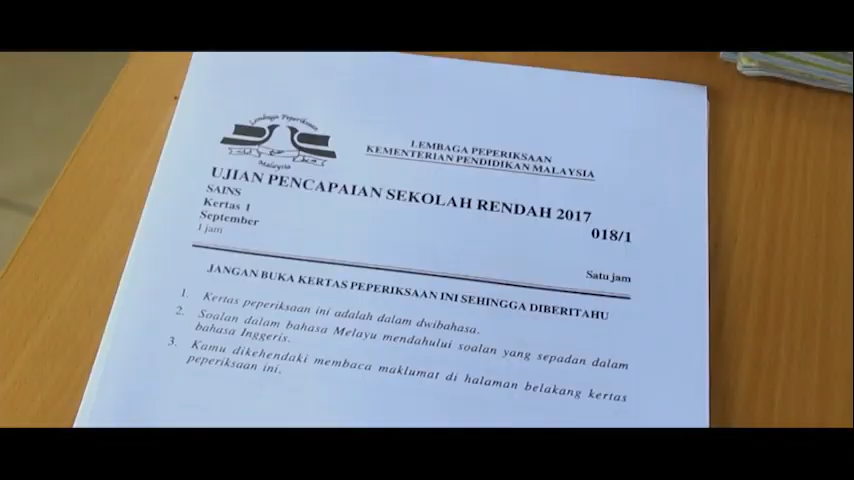 Lembaga Peperiksaan
Malaysia
LEMBAGA PEPERIKSAAN
KEMENTERIAN PENDIDIKAN MALAYSIA
UJIAN PENCAPAIAN SEKOLAH RENDAH 2017
SAINS
018/1
Kertas 1
September
1 jam
Satu jam
JANGAN BUKA KERTAS PEPERIKSAAN INI SEHINGGA DIBERITAHU
1. Kertas peperiksaan ini adalah dalam dwibahasa.
2. Soalan dalam bahasa Melayu mendahului soalan yang sepadan dalam
bahasa Inggeris.
3. Kamu dikehendaki membaca maklumat di halaman belakang kertas
peperiksaan ini.